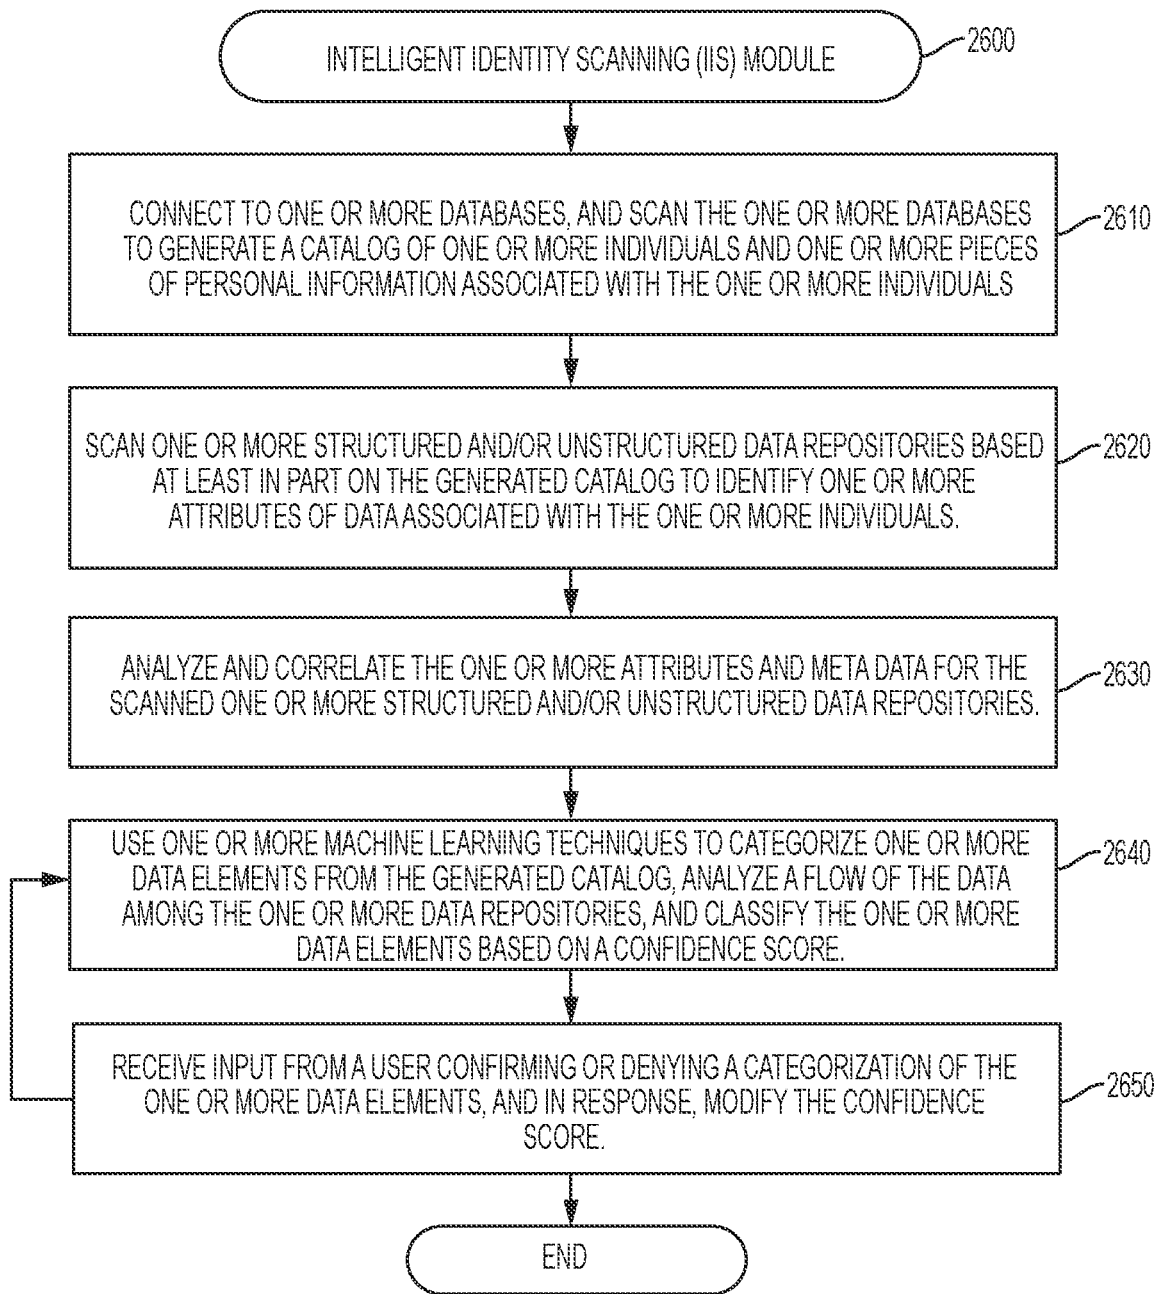 INTELLIGENT IDENTITY SCANNING (IIS) MODULE
2600
CONNECT TO ONE OR MORE DATABASES, AND SCAN THE ONE OR MORE DATABASES
TO GENERATE A CATALOG OF ONE OR MORE INDIVIDUALS AND ONE OR MORE PIECES
OF PERSONAL INFORMATION ASSOCIATED WITH THE ONE OR MORE INDIVIDUALS
2610
SCAN ONE OR MORE STRUCTURED AND/OR UNSTRUCTURED DATA REPOSITORIES BASED
AT LEAST IN PART ON THE GENERATED CATALOG TO IDENTIFY ONE OR MORE
ATTRIBUTES OF DATA ASSOCIATED WITH THE ONE OR MORE INDIVIDUALS.
2620
ANALYZE AND CORRELATE THE ONE OR MORE ATTRIBUTES AND META DATA FOR THE
SCANNED ONE OR MORE STRUCTURED AND/OR UNSTRUCTURED DATA REPOSITORIES.
2630
USE ONE OR MORE MACHINE LEARNING TECHNIQUES TO CATEGORIZE ONE OR MORE
DATA ELEMENTS FROM THE GENERATED CATALOG, ANALYZE A FLOW OF THE DATA
AMONG THE ONE OR MORE DATA REPOSITORIES, AND CLASSIFY THE ONE OR MORE
DATA ELEMENTS BASED ON A CONFIDENCE SCORE.
2640
RECEIVE INPUT FROM A USER CONFIRMING OR DENYING A CATEGORIZATION OF THE
ONE OR MORE DATA ELEMENTS, AND IN RESPONSE, MODIFY THE CONFIDENCE
SCORE.
2650
END